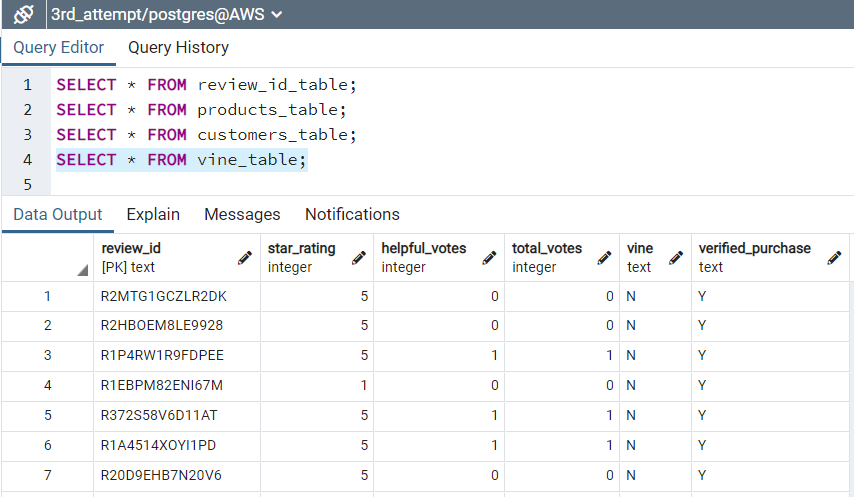 3rd_attempt/postgres@AWS
Query Editor Query History
1 SELECT * FROM review_id_table;
2 SELECT * FROM products_table;
3 SELECT * FROM customers_table;
4 SELECT * FROM vine_table;
5
Data Output Explain Messages Notifications
review_id star_rating helpful_votes total_votes vine verified_purchase
[PK] text integer integer integer text text
1 R2MTG1GCZLR2DK 5 0 0 N Y
2 R2HBOEM8LE9928 5 0 0 N Y
3 R1P4RW1R9FDPEE 5 1 1 N Y
4 R1EBPM82ENI67M 1 0 0 N Y
5 R372S58V6D11AT 5 1 1 N Y
6 R1A4514XOYI1PD 5 1 1 N Y
7 R20D9EHB7N20V6 5 0 0 N Y